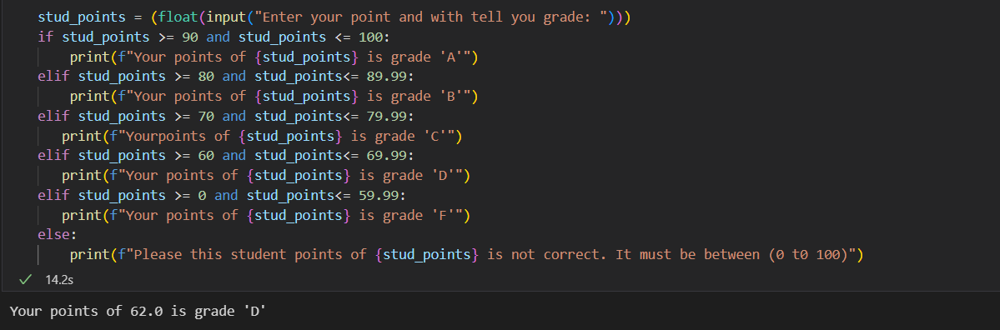 stud_points = (float(input("Enter your point and with tell you grade: ")))
if stud_points >= 90 and stud_points <= 100:
    print(f"Your points of {stud_points} is grade 'A'")
elif stud_points >= 80 and stud_points<= 89.99:
    print(f"Your points of {stud_points} is grade 'B'")
elif stud_points >= 70 and stud_points<= 79.99:
   print(f"Yourpoints of {stud_points} is grade 'C'")
elif stud_points >= 60 and stud_points<= 69.99:
   print(f"Your points of {stud_points} is grade 'D'")
elif stud_points >= 0 and stud_points<= 59.99:
   print(f"Your points of {stud_points} is grade 'F'")
else:
    print(f"Please this student points of {stud_points} is not correct. It must be between (0 t0 100)")
14.2s
Your points of 62.0 is grade 'D'